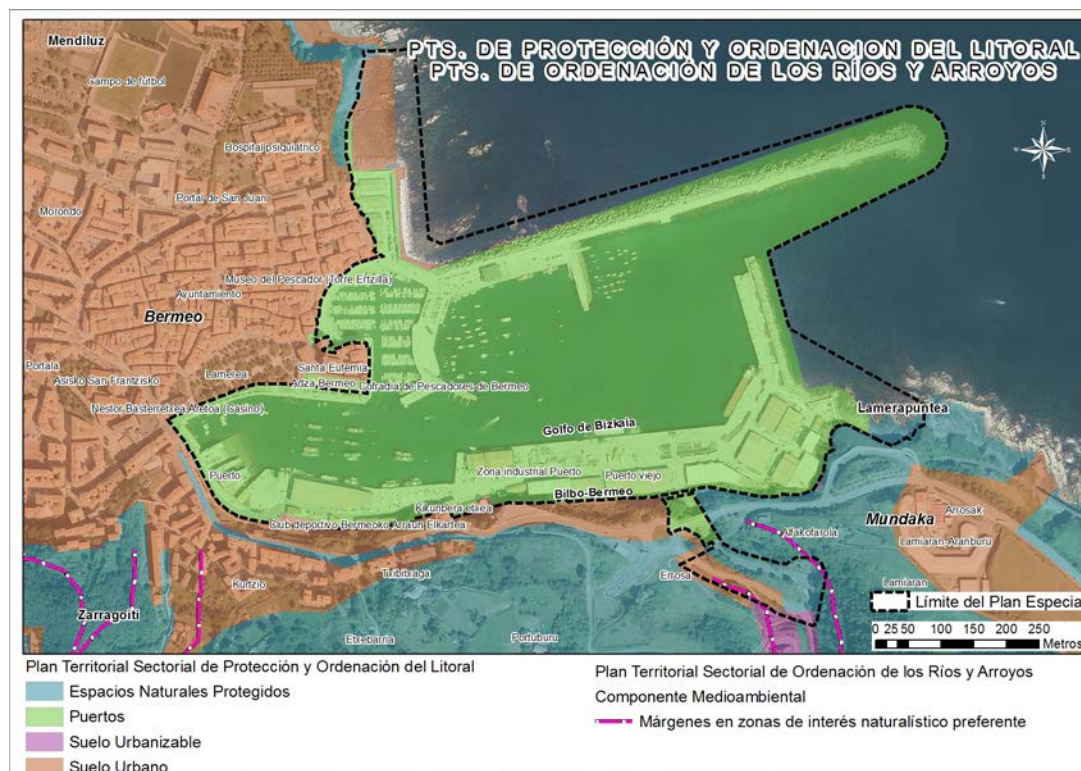 PTS. DE PROTECCIÓN Y ORDENACION DEL LITORAL
PTS. DE ORDENACIÓN DE LOS RÍOS Y ARROYOS
Mendiluz
Campo de fútbol
Hospital psiquiátrico
Portal de San Juan
Morondo
Museo del Pescador (Torre Ertzilla)
Ayuntamiento
Bermeo
Portala
Santa Eufemia
Lamerea
Asisko San Frantzisko
Artza Bermeo
Cofradía de Pescadores de Bermeo
Nestor Basterretxea Aretoa (Casino)
Lamerapuntea
Golfo de Bizkaia
Puerto
Zona industrial Puerto
Puerto viejo
Bilbo-Bermeo
Kikunbera etxea
Club deportivo Bermeoko Arraun Elkartea
Mundaka
Arrosak
Alfakotarola
Lamiaran-Aranburu
Tribitxaga
Errosa
Kurtzio
Lamiaran
Zarragoiti
Etxebarria
Portuburu
Límite del Plan Especial
0 25 50 100 150 200 250
Metros
Plan Territorial Sectorial de Protección y Ordenación del Litoral
Espacios Naturales Protegidos
Puertos
Suelo Urbanizable
Suelo Urbano
Plan Territorial Sectorial de Ordenación de los Ríos y Arroyos
Componente Medioambiental
Márgenes en zonas de interés naturalístico preferente